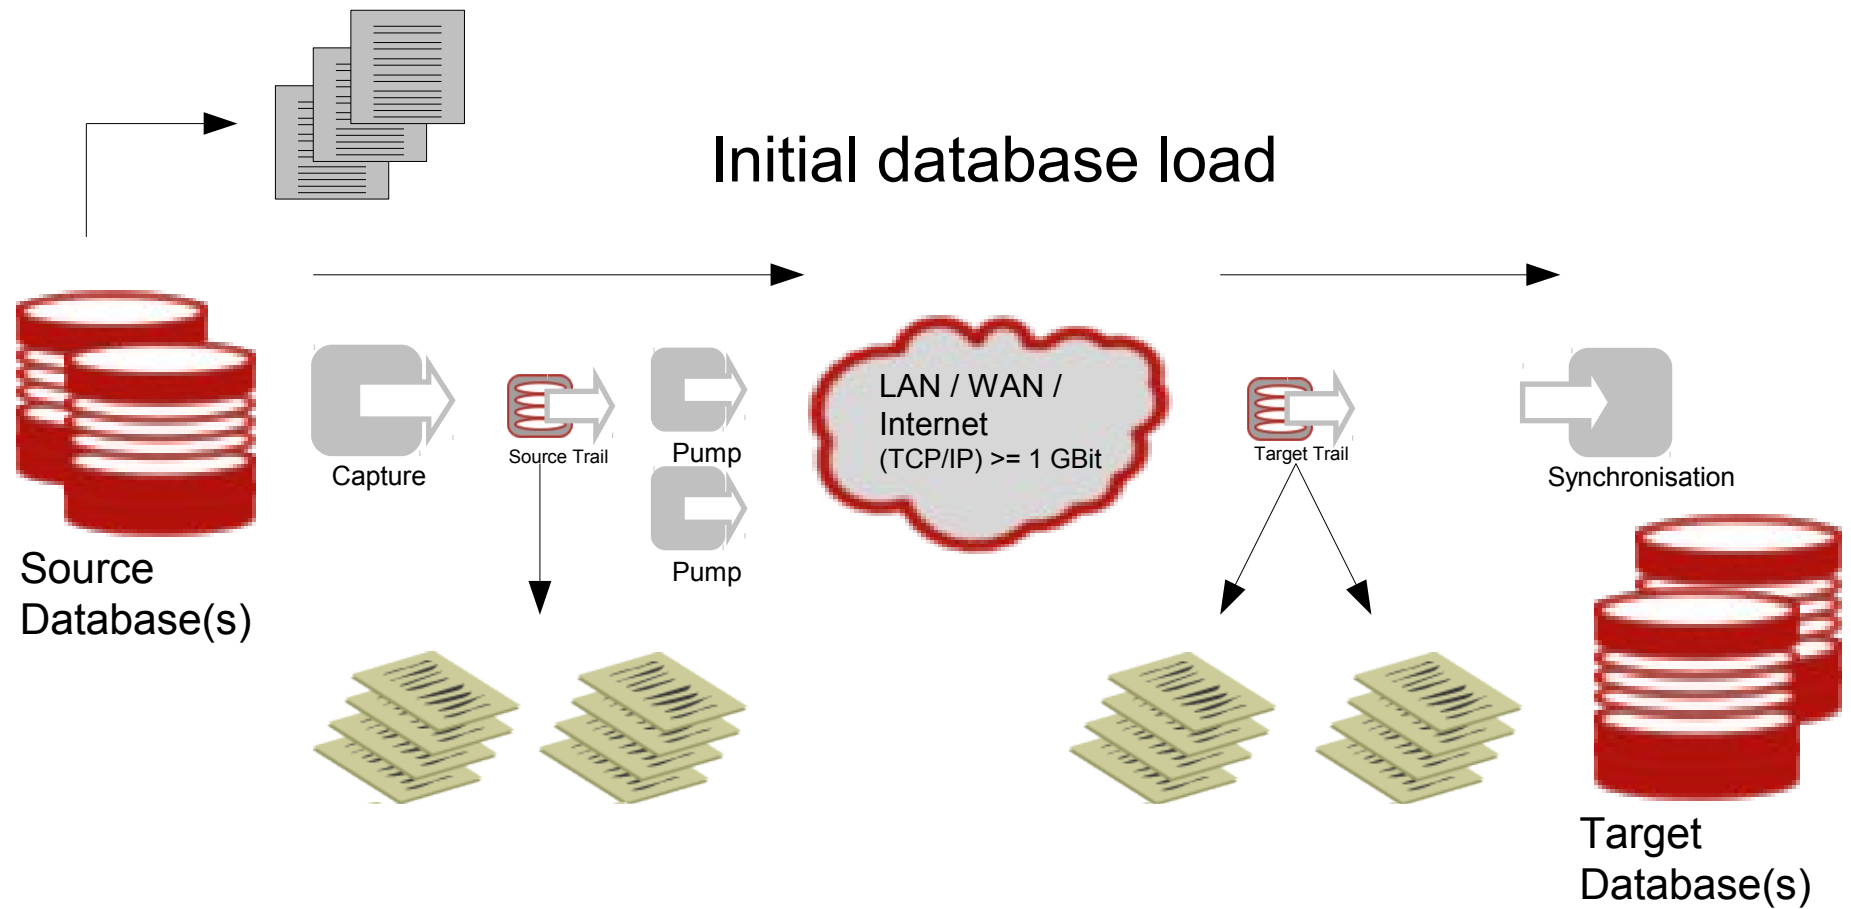 Initial database load
LAN / WAN /
Internet
(TCP/IP) >= 1 GBit
Capture
Source Trail
Pump
Pump
Target Trail
Synchronisation
Source
Database(s)
Target
Database(s)